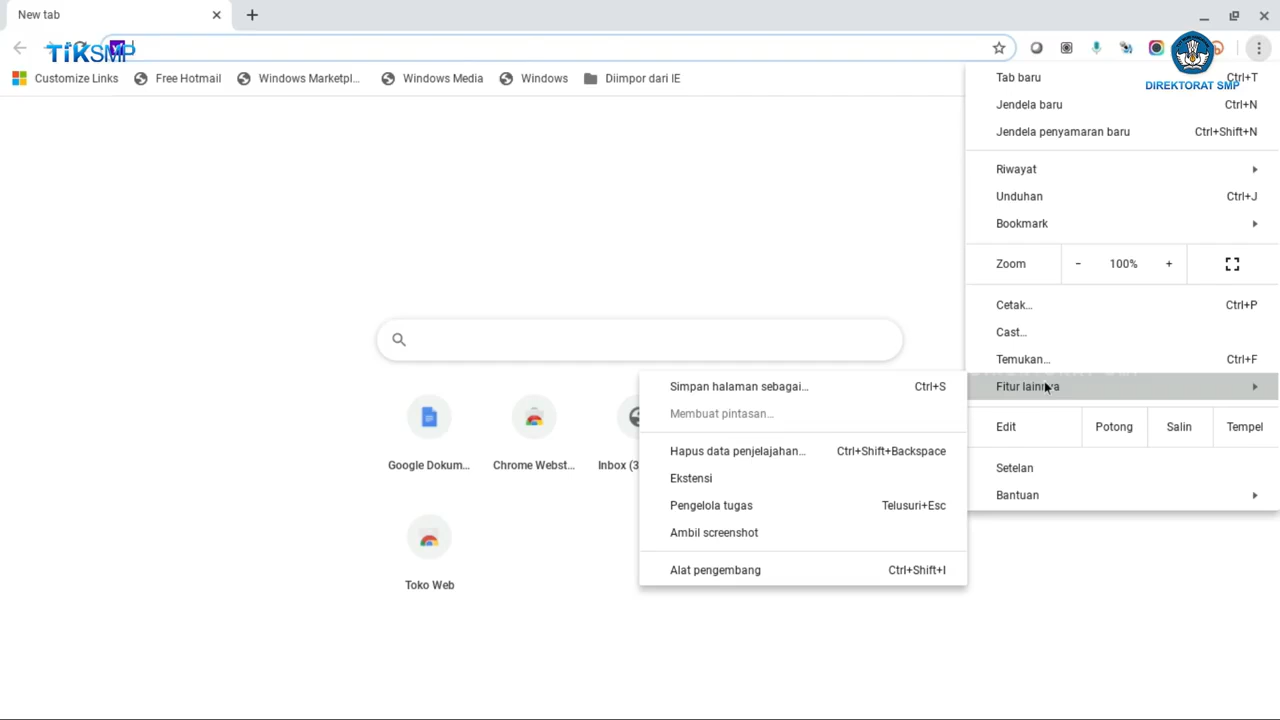 New tab
TIKSMP
DIREKTORAT SMP
Customize Links
Free Hotmail
Windows Marketpl...
Windows Media
Windows
Diimpor dari IE
Tab baru Ctrl+T
Jendela baru Ctrl+N
Jendela penyamaran baru Ctrl+Shift+N
Riwayat
Unduhan Ctrl+J
Bookmark
Zoom - 100% +
Cetak... Ctrl+P
Cast...
Temukan... Ctrl+F
Fitur lainnya
Edit Potong Salin Tempel
Setelan
Bantuan
Simpan halaman sebagai... Ctrl+S
Membuat pintasan...
Hapus data penjelajahan... Ctrl+Shift+Backspace
Ekstensi
Pengelola tugas Telusuri+Esc
Ambil screenshot
Alat pengembang Ctrl+Shift+I
Google Dokum...
Chrome Webst...
Inbox (3
Toko Web